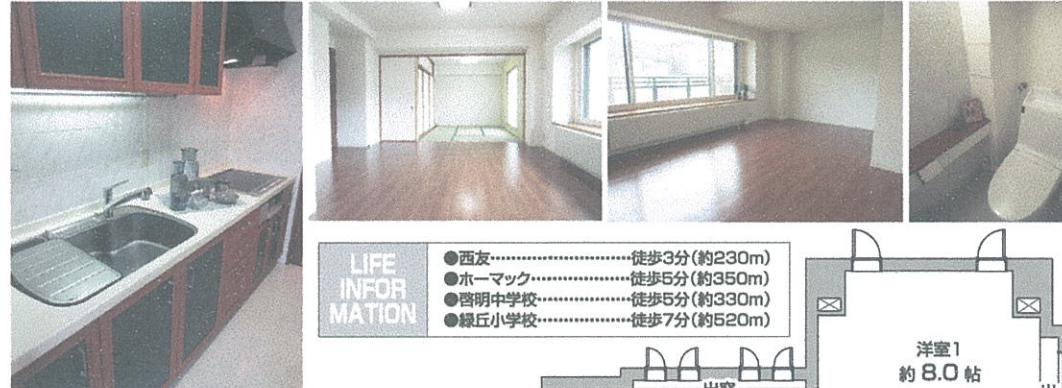 LIFE
INFOR
MATION
●西友……………………徒歩3分(約230m)
●ホーマック………………徒歩5分(約350m)
●啓明中学校………………徒歩5分(約330m)
●緑丘小学校………………徒歩7分(約520m)
洋室1
約 8.0 帖
出窓
出